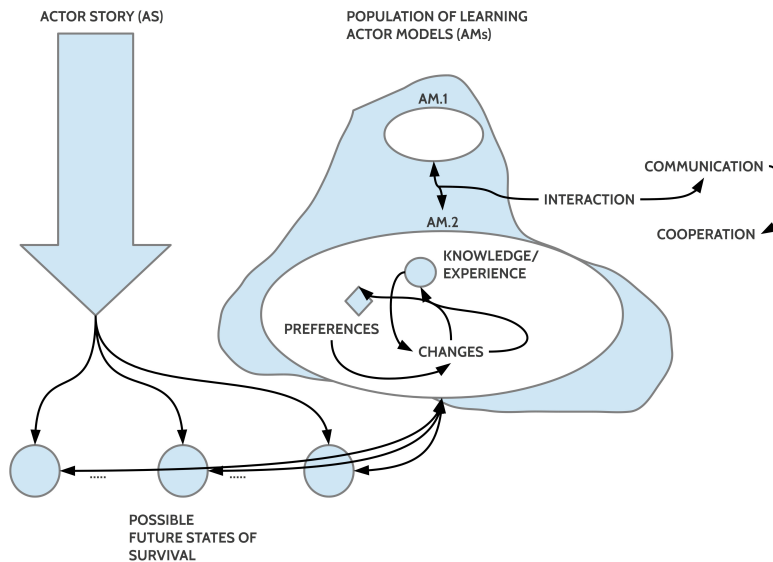 ACTOR STORY (AS)
POPULATION OF LEARNING
ACTOR MODELS (AMs)
AM.1
COMMUNICATION
INTERACTION
AM.2
COOPERATION
KNOWLEDGE/
EXPERIENCE
PREFERENCES
CHANGES
.....
.....
POSSIBLE
FUTURE STATES OF
SURVIVAL